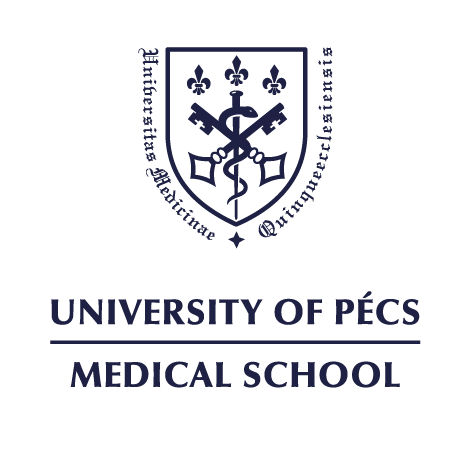 Universitas Medicinae
Quinqueecclesiensis
UNIVERSITY OF PÉCS
MEDICAL SCHOOL